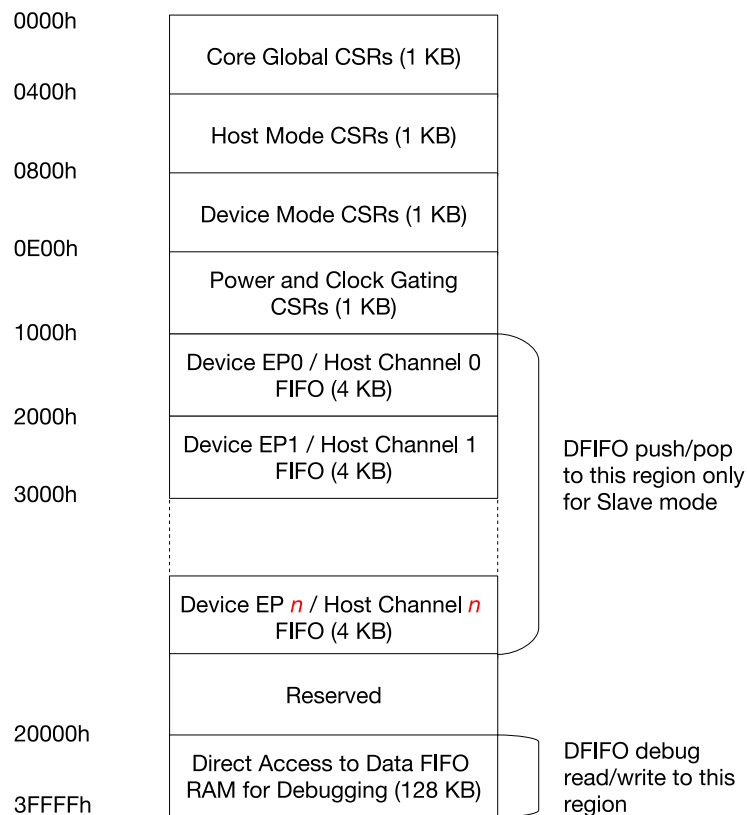 0000h
Core Global CSRs (1 KB)
0400h
Host Mode CSRs (1 KB)
0800h
Device Mode CSRs (1 KB)
0E00h
Power and Clock Gating
CSRs (1 KB)
1000h
Device EP0 / Host Channel 0
FIFO (4 KB)
2000h
Device EP1 / Host Channel 1
FIFO (4 KB)
3000h
DFIFO push/pop
to this region only
for Slave mode
Device EP n / Host Channel n
FIFO (4 KB)
Reserved
20000h
Direct Access to Data FIFO
RAM for Debugging (128 KB)
3FFFFh
DFIFO debug
read/write to this
region